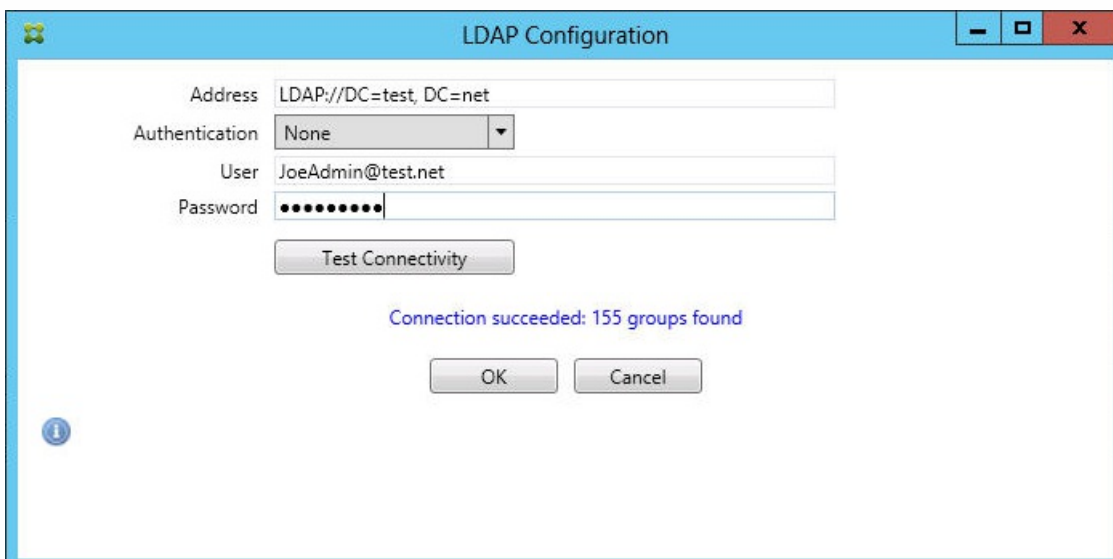 LDAP Configuration
Address LDAP://DC=test, DC=net
Authentication None
User JoeAdmin@test.net
Password •••••••••
Test Connectivity
Connection succeeded: 155 groups found
OK Cancel